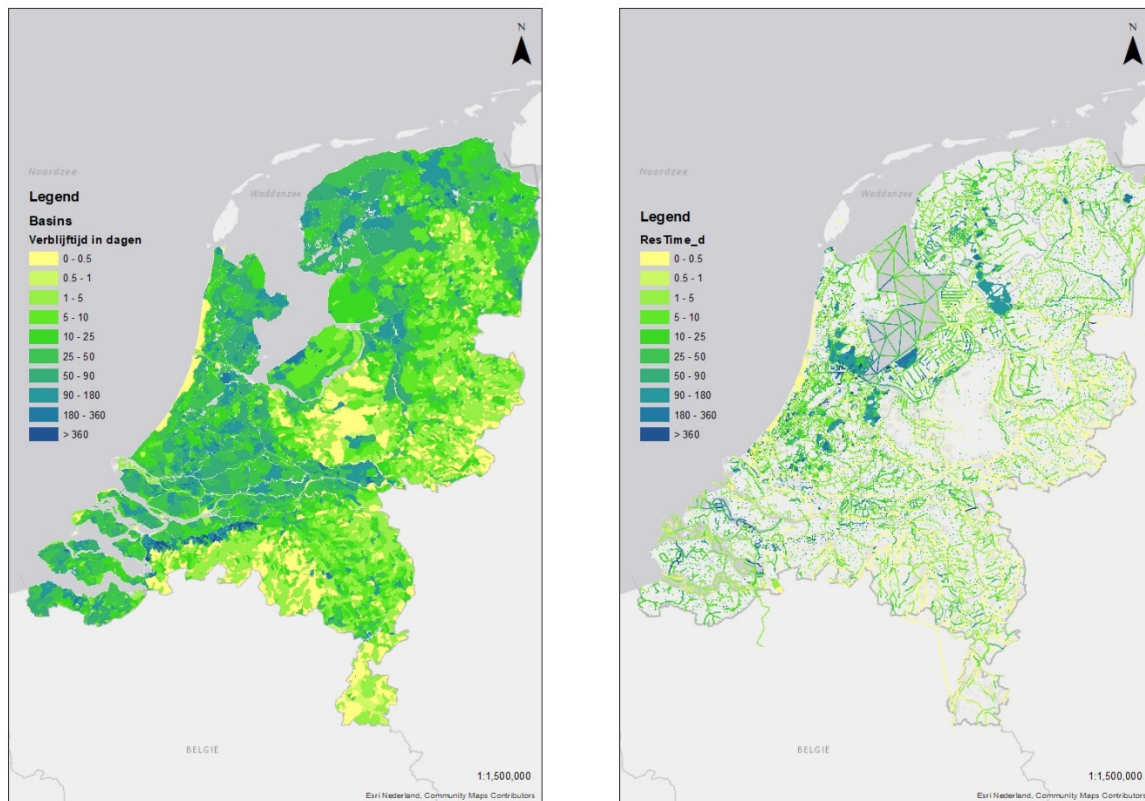 N
Noordzee
Waddenzee
Legend
Basins
Verblijftijd in dagen
0 - 0.5
0.5 - 1
1 - 5
5 - 10
10 - 25
25 - 50
50 - 90
90 - 180
180 - 360
> 360
BELGIË
1:1,500,000
Esri Nederland, Community Maps Contributors
N
Noordzee
Waddenzee
Legend
ResTime_d
0 - 0.5
0.5 - 1
1 - 5
5 - 10
10 - 25
25 - 50
50 - 90
90 - 180
180 - 360
> 360
BELGIË
1:1,500,000
Esri Nederland, Community Maps Contributors